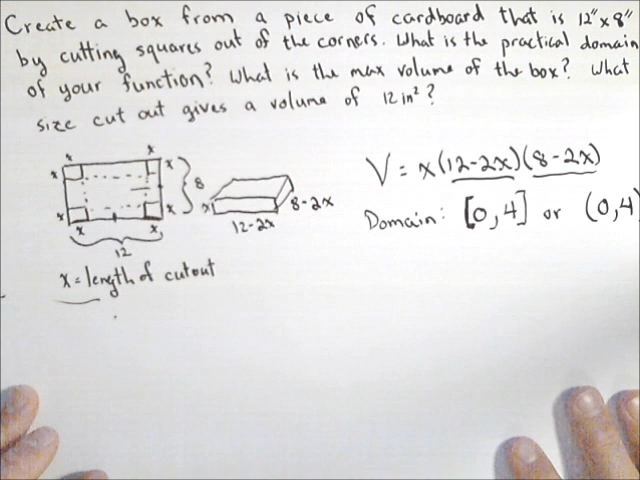 Create a box from a piece of cardboard that is 12" x 8"
by cutting squares out of the corners. What is the practical domain
of your function? What is the max volume of the box? What
size cut out gives a volume of 12 in²?
x x
x x
8
x x
x x
12
x
8-2x
12-2x
V = x(12-2x)(8-2x)
Domain: [0,4] or (0,4)
x = length of cutout